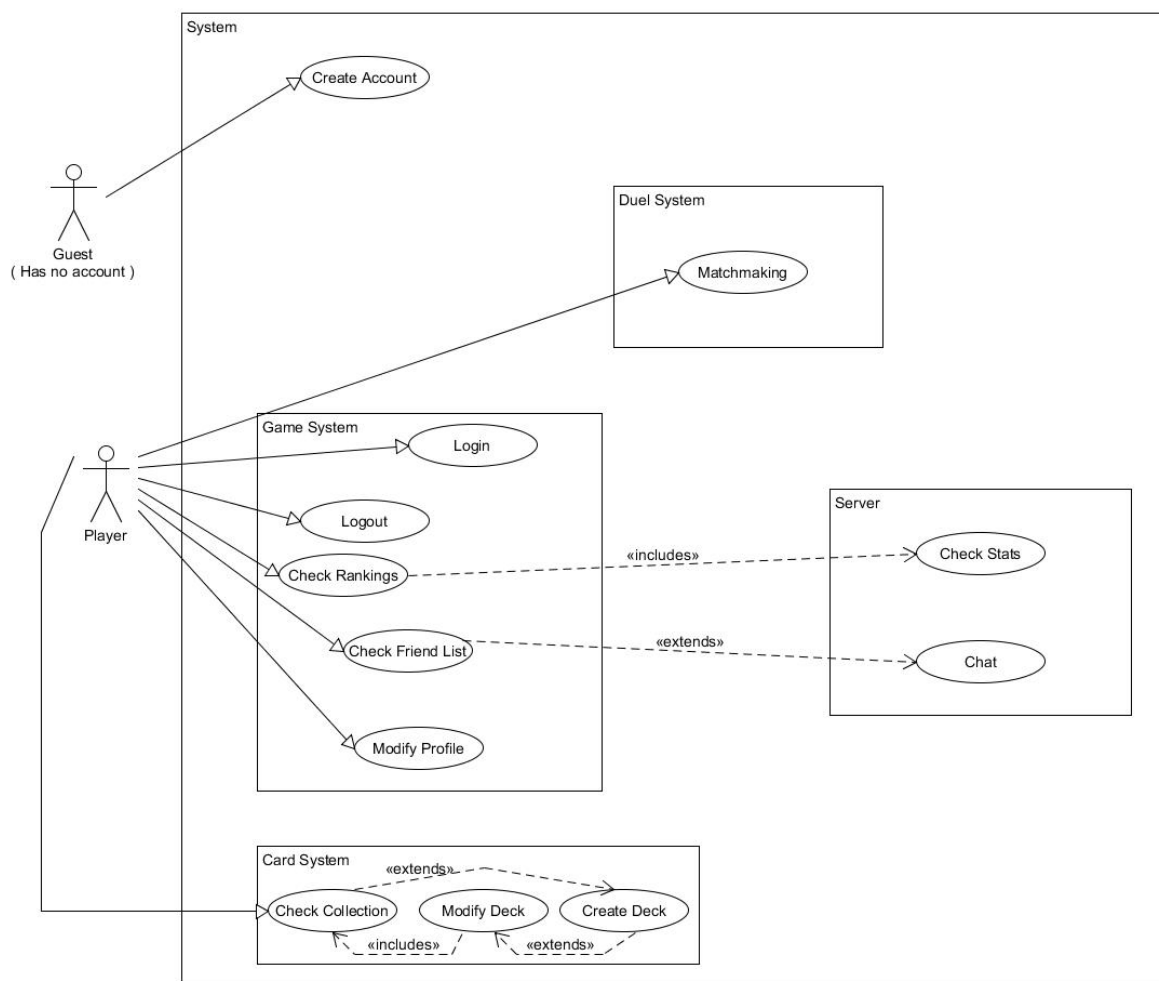 System
Create Account
Guest
( Has no account )
Duel System
Matchmaking
Game System
Login
Player
Logout
Server
Check Stats
«includes»
Check Rankings
«extends»
Check Friend List
Chat
Modify Profile
Card System
«extends»
Check Collection
Modify Deck
Create Deck
«includes»
«extends»